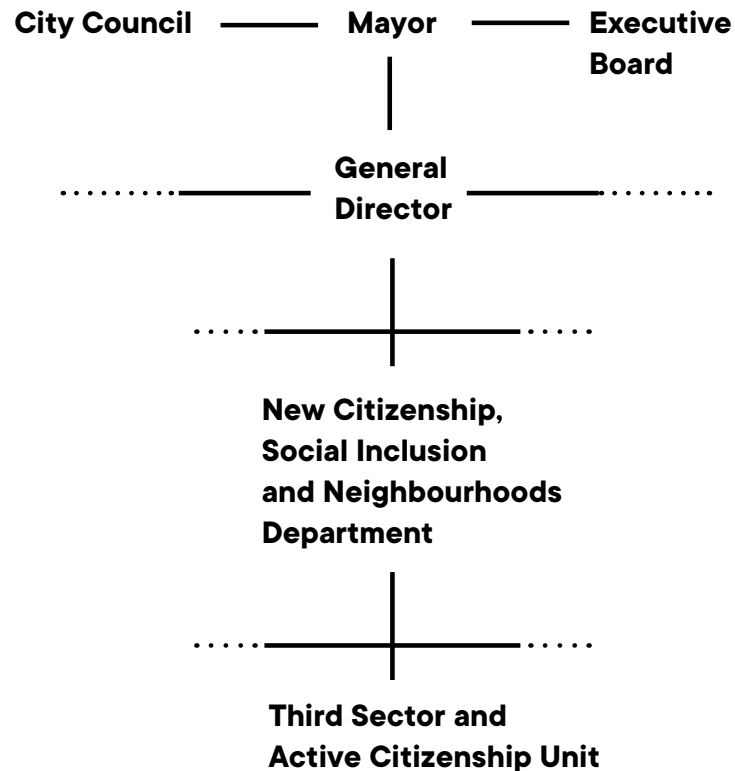 City Council
Mayor
Executive
Board
General
Director
New Citizenship,
Social Inclusion
and Neighbourhoods
Department
Third Sector and
Active Citizenship Unit